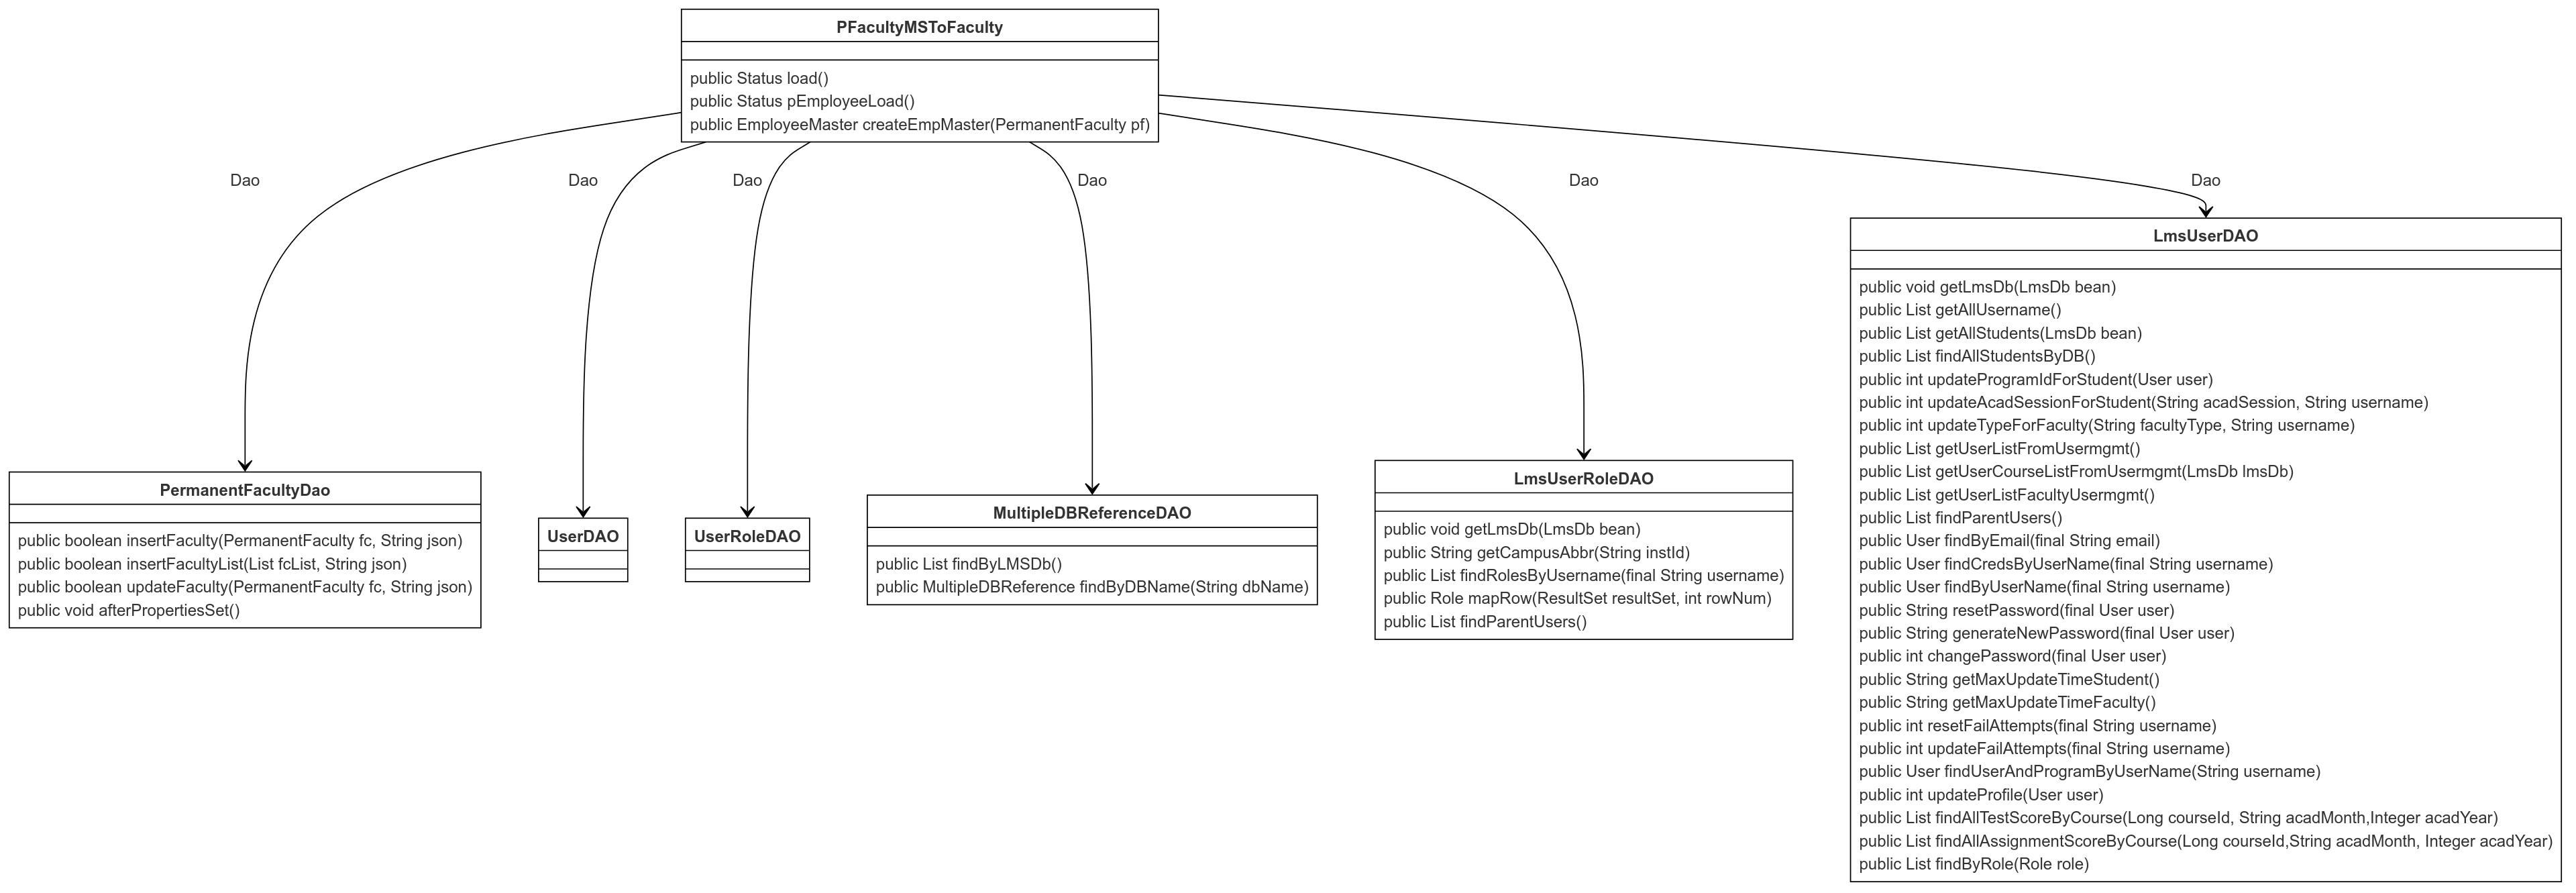 PFacultyMSToFaculty
public Status load()
public Status pEmployeeLoad()
public EmployeeMaster createEmpMaster(PermanentFaculty pf)
Dao
Dao
Dao
Dao
Dao
Dao
PermanentFacultyDao
public boolean insertFaculty(PermanentFaculty fc, String json)
public boolean insertFacultyList(List fcList, String json)
public boolean updateFaculty(PermanentFaculty fc, String json)
public void afterPropertiesSet()
UserDAO
UserRoleDAO
MultipleDBReferenceDAO
public List findByLMSDb()
public MultipleDBReference findByDBName(String dbName)
LmsUserRoleDAO
public void getLmsDb(LmsDb bean)
public String getCampusAbbr(String instId)
public List findRolesByUsername(final String username)
public Role mapRow(ResultSet resultSet, int rowNum)
public List findParentUsers()
LmsUserDAO
public void getLmsDb(LmsDb bean)
public List getAllUsername()
public List getAllStudents(LmsDb bean)
public List findAllStudentsByDB()
public int updateProgramIdForStudent(User user)
public int updateAcadSessionForStudent(String acadSession, String username)
public int updateTypeForFaculty(String facultyType, String username)
public List getUserListFromUsermgmt()
public List getUserCourseListFromUsermgmt(LmsDb lmsDb)
public List getUserListFacultyUsermgmt()
public List findParentUsers()
public User findByEmail(final String email)
public User findCredsByUserName(final String username)
public User findByUserName(final String username)
public String resetPassword(final User user)
public String generateNewPassword(final User user)
public int changePassword(final User user)
public String getMaxUpdateTimeStudent()
public String getMaxUpdateTimeFaculty()
public int resetFailAttempts(final String username)
public int updateFailAttempts(final String username)
public User findUserAndProgramByUserName(String username)
public int updateProfile(User user)
public List findAllTestScoreByCourse(Long courseId, String acadMonth,Integer acadYear)
public List findAllAssignmentScoreByCourse(Long courseId,String acadMonth, Integer acadYear)
public List findByRole(Role role)